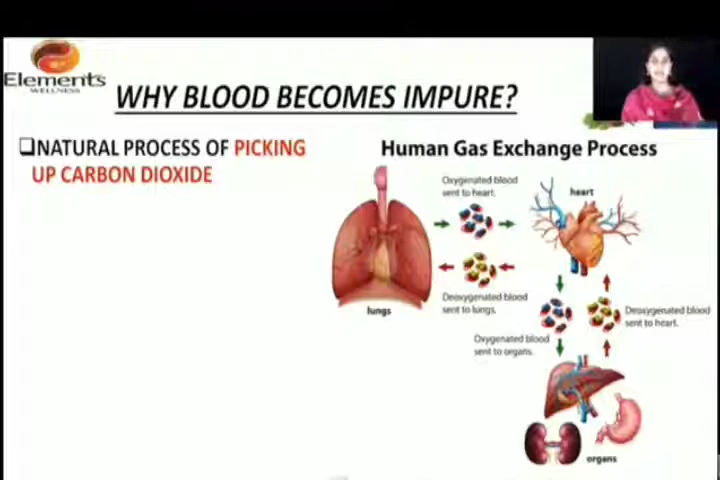 Elements
WELLNESS
WHY BLOOD BECOMES IMPURE?
NATURAL PROCESS OF PICKING
UP CARBON DIOXIDE
Human Gas Exchange Process
Oxygenated blood
sent to heart.
heart
Deoxygenated blood
sent to lungs.
lungs
Deoxygenated blood
sent to heart.
Oxygenated blood
sent to organs.
organs